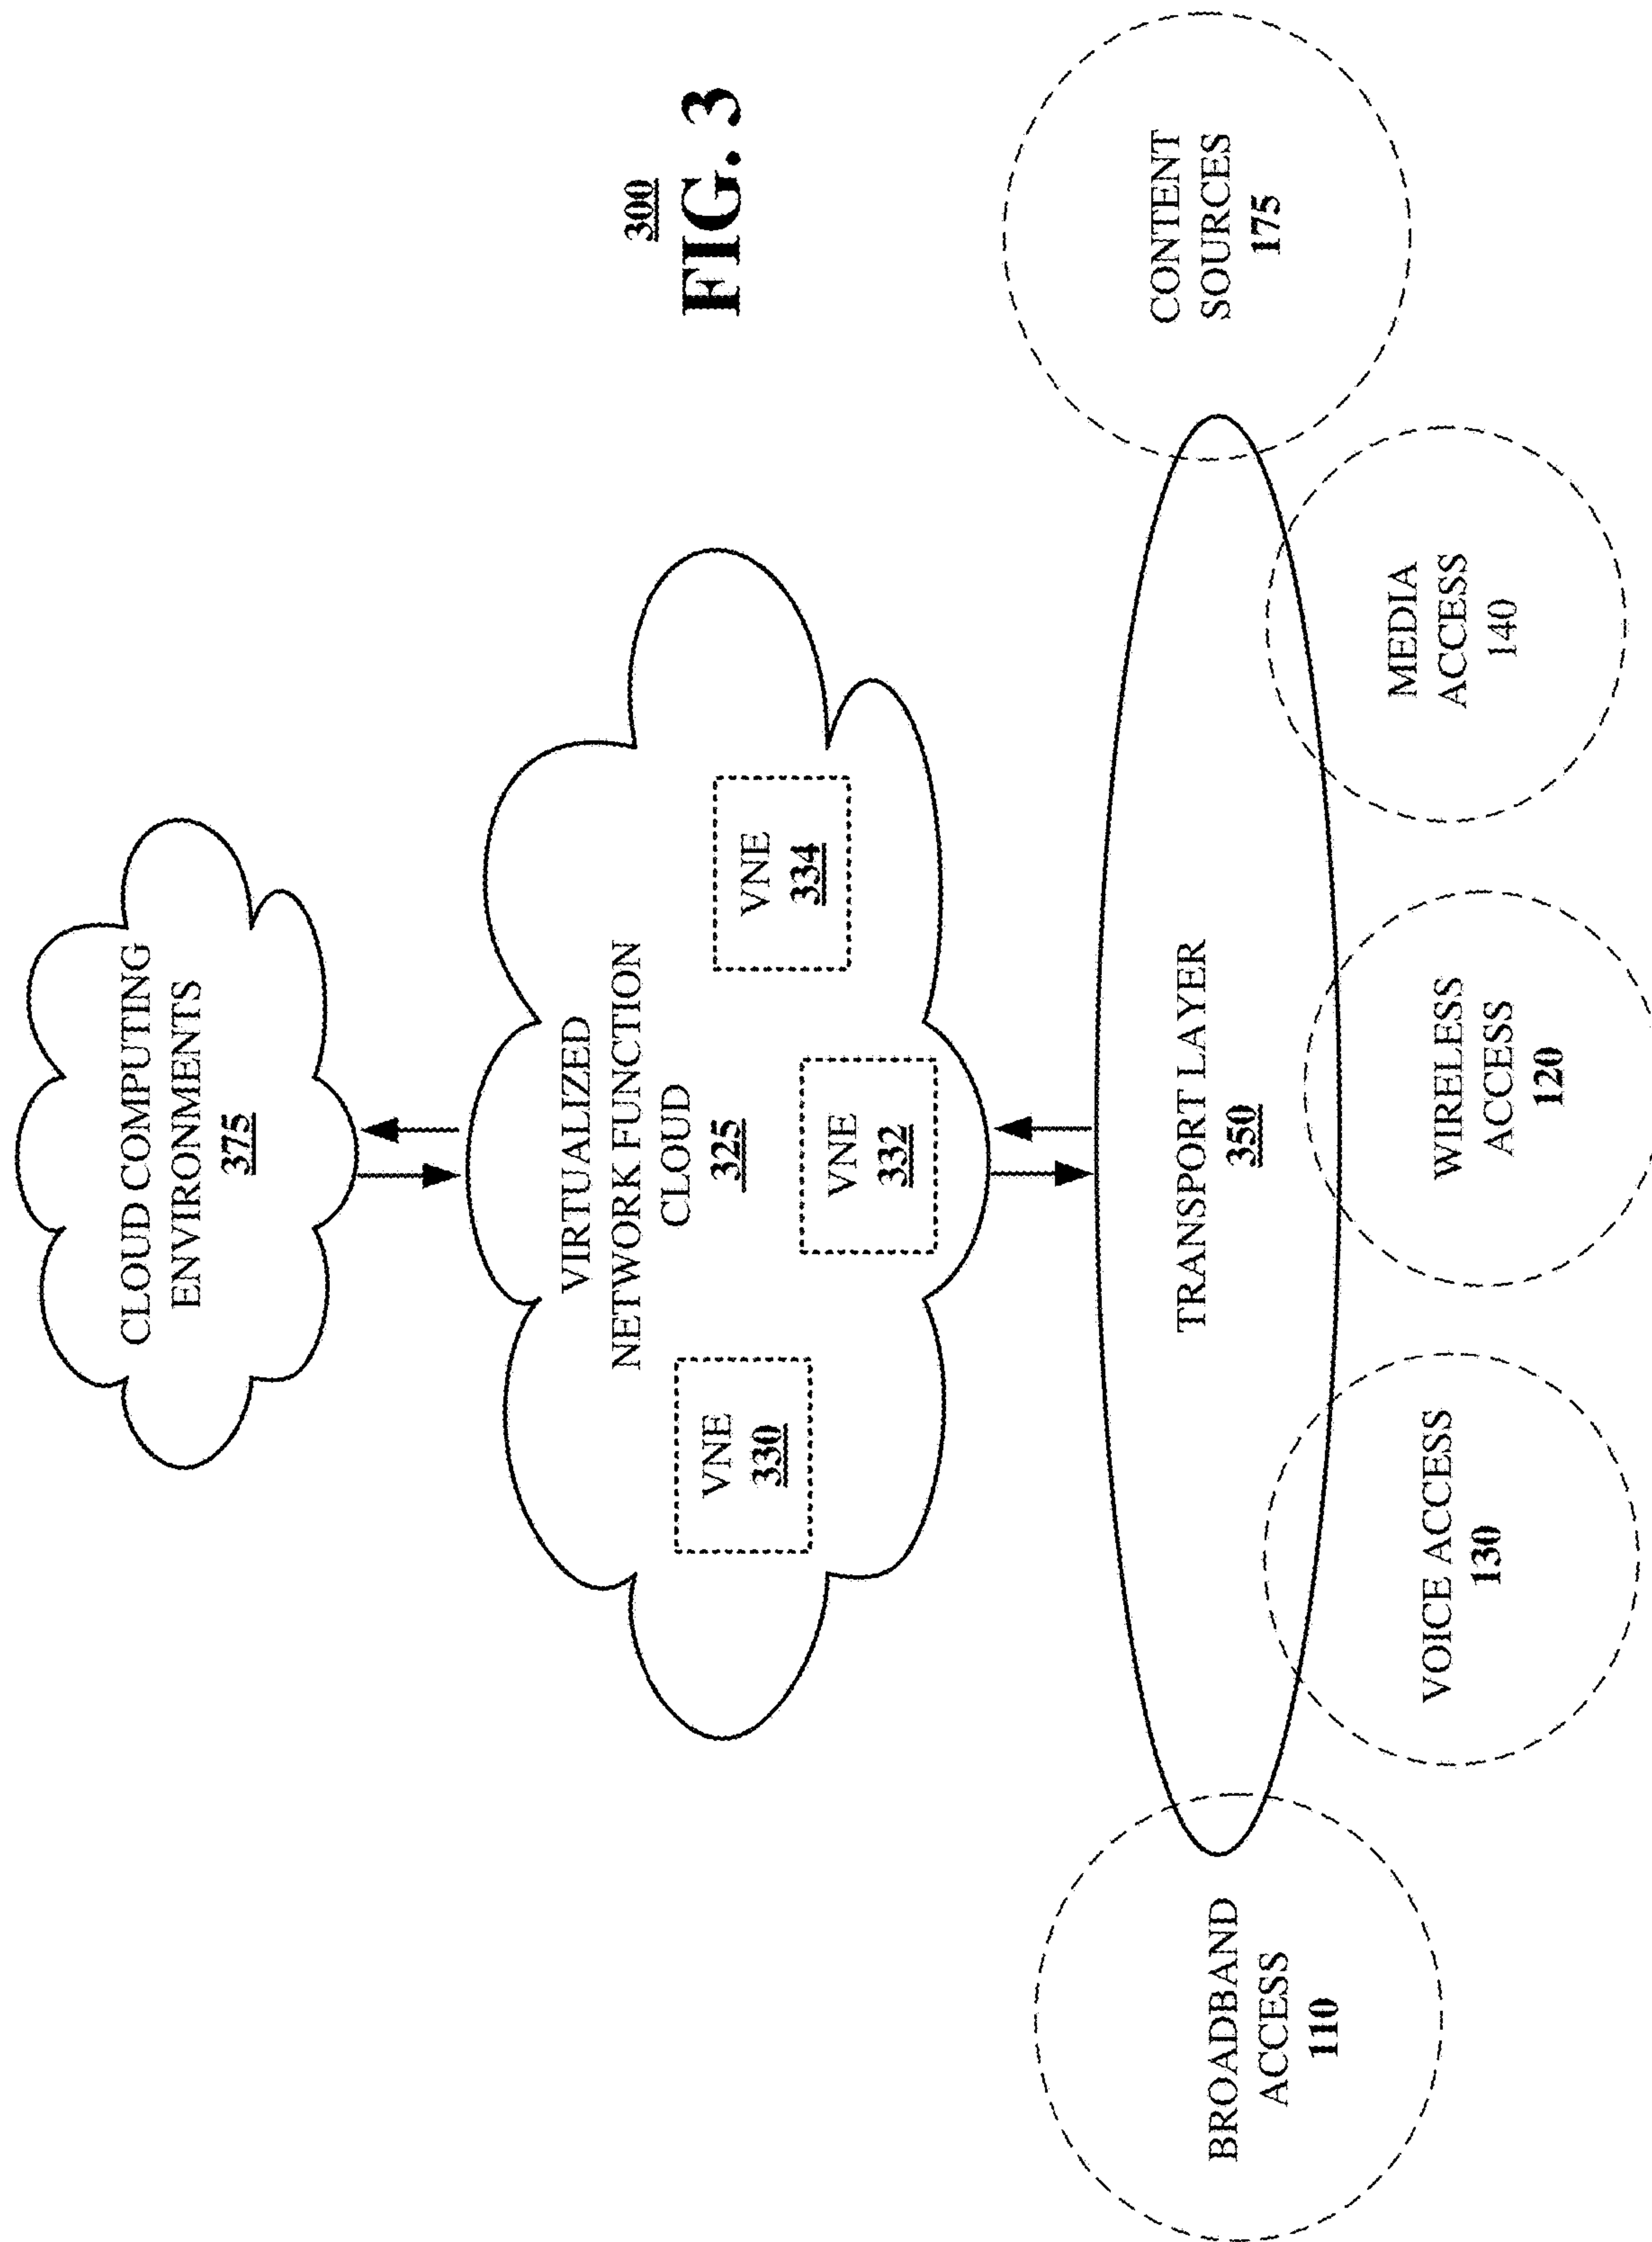 CLOUD COMPUTING
ENVIRONMENTS
375
VIRTUALIZED
NETWORK FUNCTION
CLOUD
325
VNE
330
VNE
332
VNE
334
300
FIG. 3
TRANSPORT LAYER
350
BROADBAND
ACCESS
110
VOICE ACCESS
130
WIRELESS
ACCESS
120
MEDIA
ACCESS
140
CONTENT
SOURCES
175